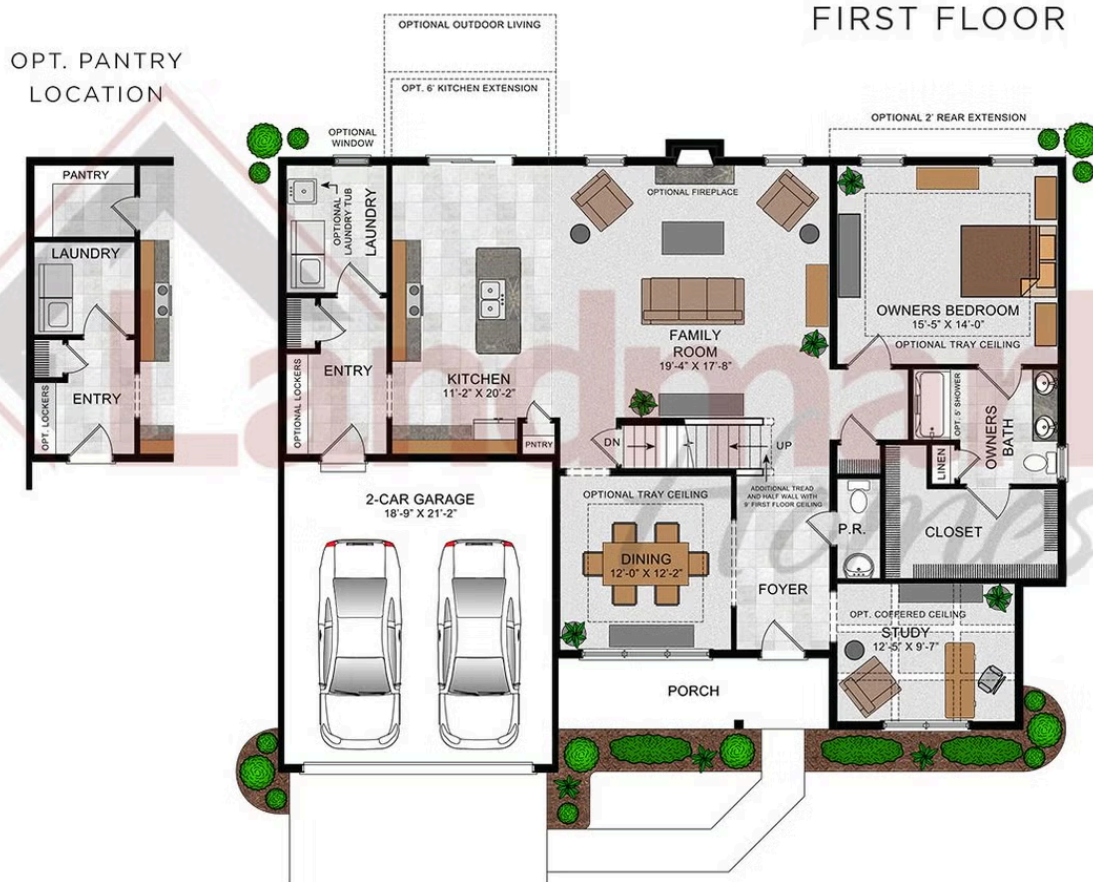 FIRST FLOOR
OPTIONAL OUTDOOR LIVING
OPT. PANTRY
LOCATION
OPT. 6' KITCHEN EXTENSION
OPTIONAL 2' REAR EXTENSION
OPTIONAL
WINDOW
PANTRY
LAUNDRY
OPT. LOCKERS
ENTRY
OPTIONAL
LAUNDRY TUB
LAUNDRY
OPTIONAL LOCKERS
ENTRY
KITCHEN
11'-2" X 20'-2"
PNTRY
OPTIONAL FIREPLACE
FAMILY
ROOM
19'-4" X 17'-8"
OWNERS BEDROOM
15'-5" X 14'-0"
OPTIONAL TRAY CEILING
OPT. 5' SHOWER
OWNERS
BATH
LINEN
DN
UP
ADDITIONAL TREAD
AND HALF WALL WITH
9' FIRST FLOOR CEILING
2-CAR GARAGE
18'-9" X 21'-2"
OPTIONAL TRAY CEILING
DINING
12'-0" X 12'-2"
P.R.
CLOSET
FOYER
OPT. COFFERED CEILING
STUDY
12'-5" X 9'-7"
PORCH
Landmark
Homes